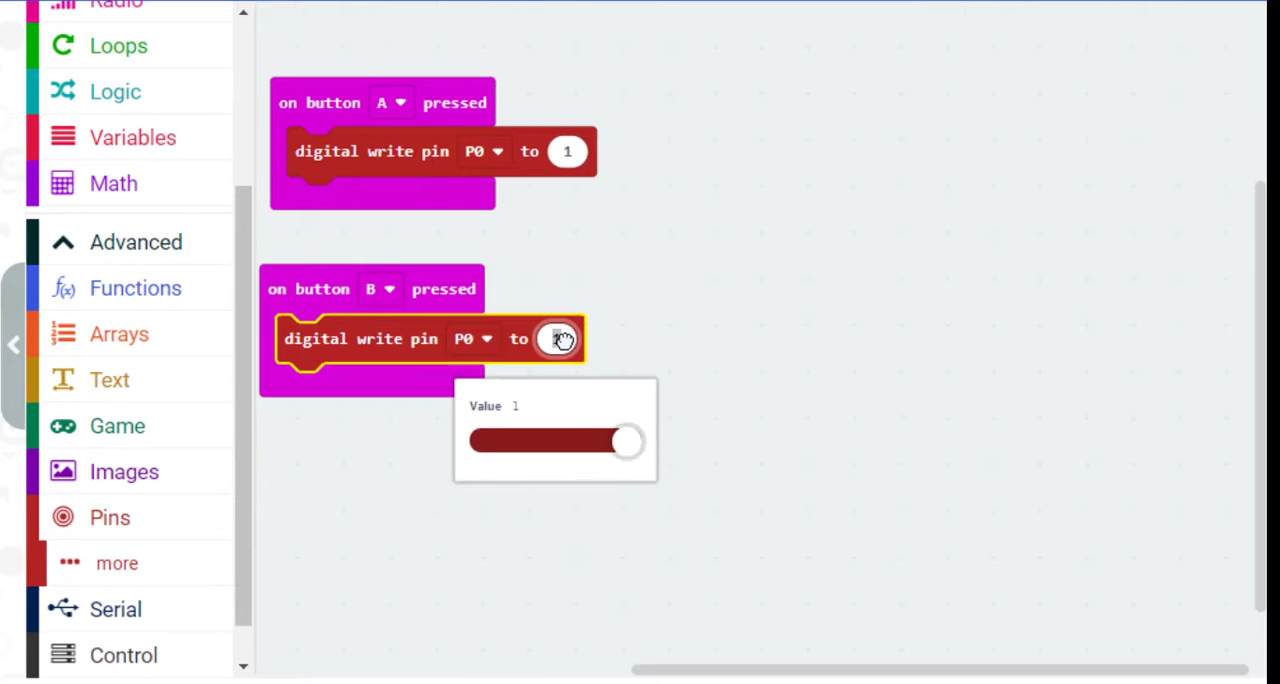 Radio
Loops
Logic
Variables
Math
Advanced
f(x) Functions
Arrays
T Text
Game
Images
Pins
more
Serial
Control
on button A pressed
digital write pin P0 to 1
on button B pressed
digital write pin P0 to
Value 1